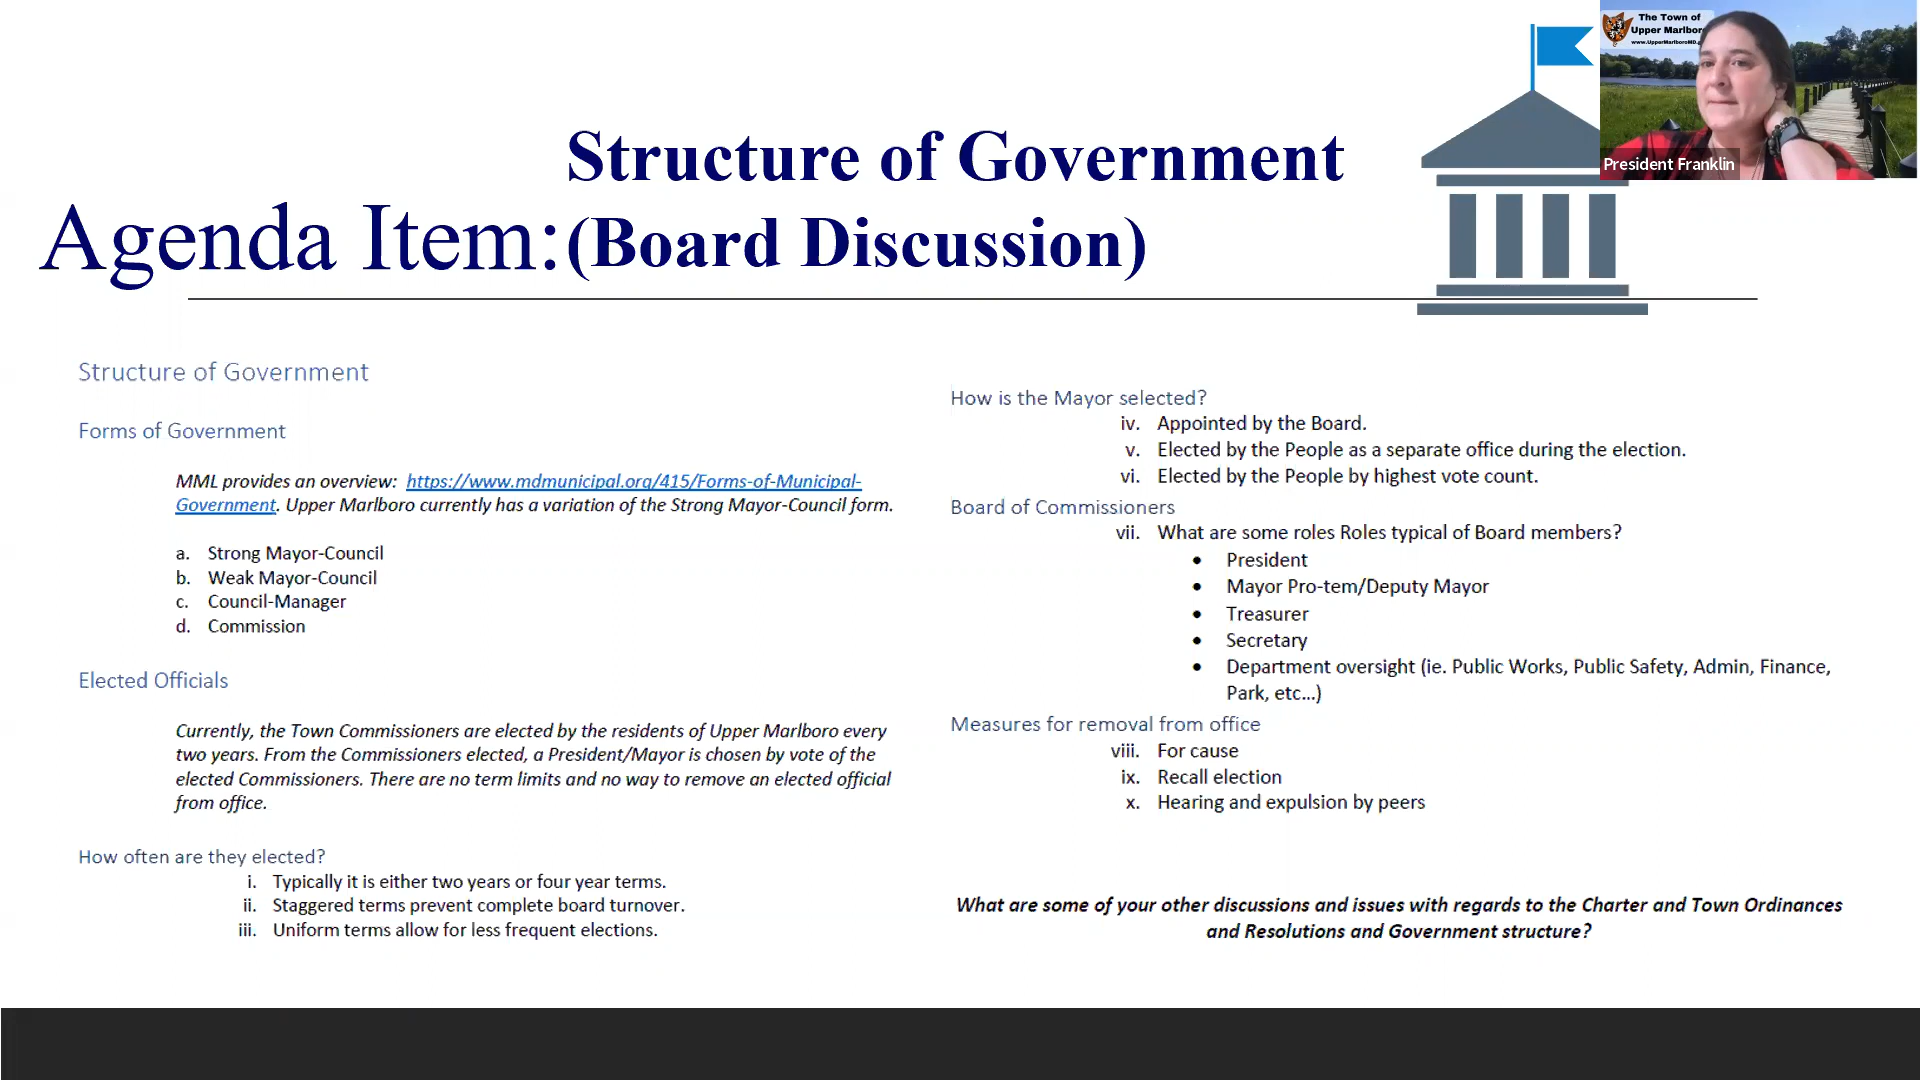 Structure of Government
Agenda Item: (Board Discussion)
The Town of
Upper Marlboro
www.UpperMarlboroMD.
President Franklin
Structure of Government
Forms of Government
MML provides an overview: https://www.mdmunicipal.org/415/Forms-of-Municipal-
Government. Upper Marlboro currently has a variation of the Strong Mayor-Council form.
a. Strong Mayor-Council
b. Weak Mayor-Council
c. Council-Manager
d. Commission
Elected Officials
Currently, the Town Commissioners are elected by the residents of Upper Marlboro every
two years. From the Commissioners elected, a President/Mayor is chosen by vote of the
elected Commissioners. There are no term limits and no way to remove an elected official
from office.
How often are they elected?
i. Typically it is either two years or four year terms.
ii. Staggered terms prevent complete board turnover.
iii. Uniform terms allow for less frequent elections.
How is the Mayor selected?
iv. Appointed by the Board.
v. Elected by the People as a separate office during the election.
vi. Elected by the People by highest vote count.
Board of Commissioners
vii. What are some roles Roles typical of Board members?
• President
• Mayor Pro-tem/Deputy Mayor
• Treasurer
• Secretary
• Department oversight (ie. Public Works, Public Safety, Admin, Finance,
Park, etc...)
Measures for removal from office
viii. For cause
ix. Recall election
x. Hearing and expulsion by peers
What are some of your other discussions and issues with regards to the Charter and Town Ordinances
and Resolutions and Government structure?